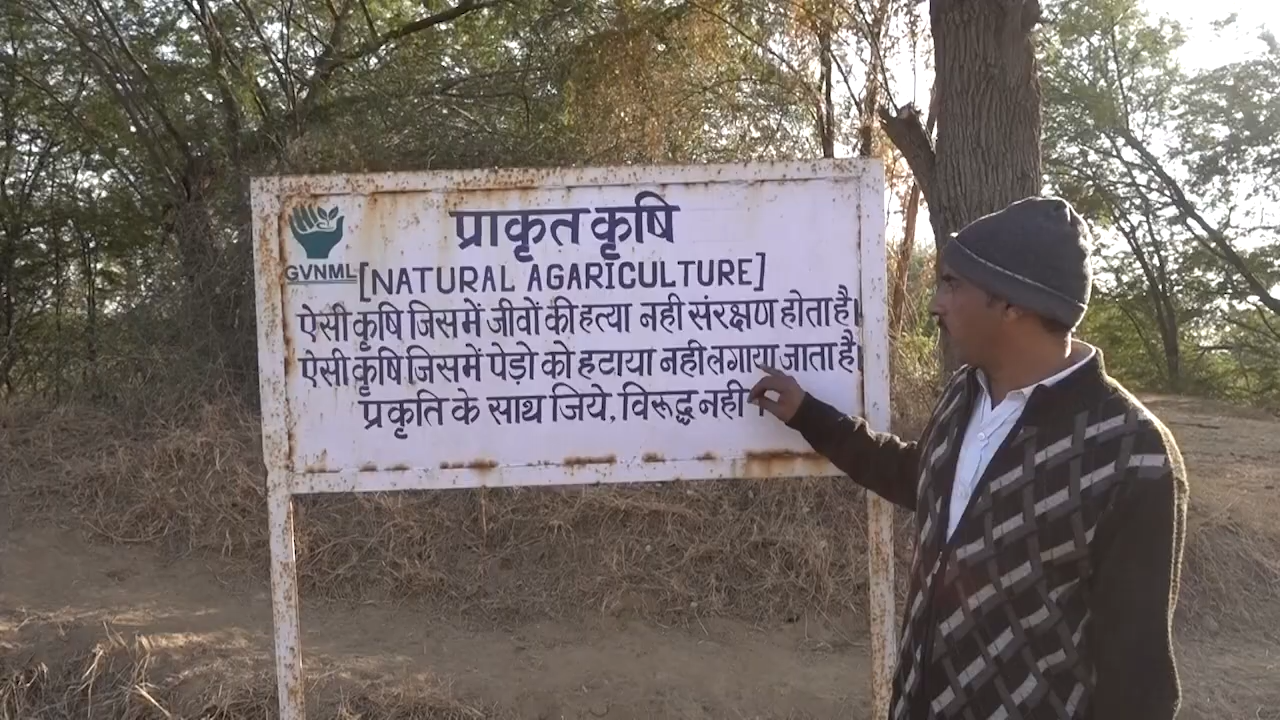 प्राकृत कृषि
GVNML
[NATURAL AGARICULTURE]
ऐसी कृषि जिसमें जीवों की हत्या नही संरक्षण होता है।
ऐसी कृषि जिसमें पेड़ो को हटाया नही लगाया जाता है।
प्रकृति के साथ जिये, विरूद्ध नही